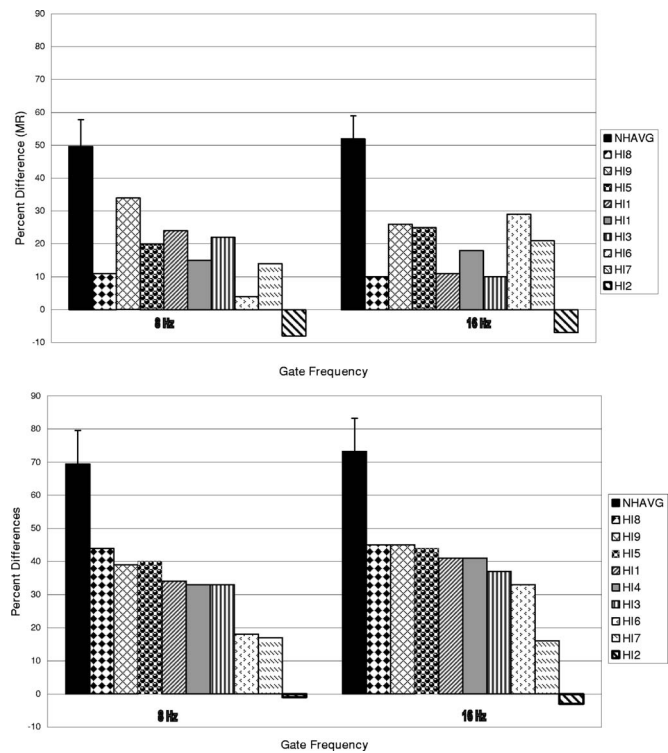 90
80
70
60
50
40
30
20
10
0
-10
Percent Difference (MR)
8 Hz
16 Hz
Gate Frequency
NHAVG
HI8
HI9
HI5
HI1
HI1
HI3
HI6
HI7
HI2
90
80
70
60
50
40
30
20
10
0
-10
Percent Differences
8 Hz
16 Hz
Gate Frequency
NHAVG
HI8
HI9
HI5
HI1
HI4
HI3
HI6
HI7
HI2